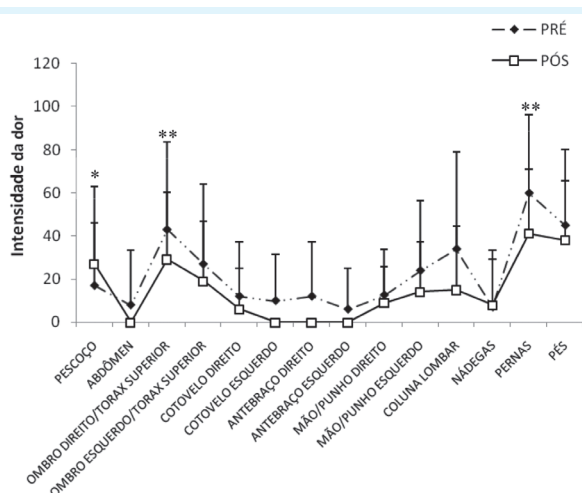 PRÉ
PÓS
Intensidade da dor
120
100
80
60
40
20
0
*
**
**
PESCOÇO
ABDÔMEN
OMBRO DIREITO/TORAX SUPERIOR
OMBRO ESQUERDO/TORAX SUPERIOR
COTOVELO DIREITO
COTOVELO ESQUERDO
ANTEBRAÇO DIREITO
ANTEBRAÇO ESQUERDO
MÃO/PUNHO DIREITO
MÃO/PUNHO ESQUERDO
COLUNA LOMBAR
NÁDEGAS
PERNAS
PÉS